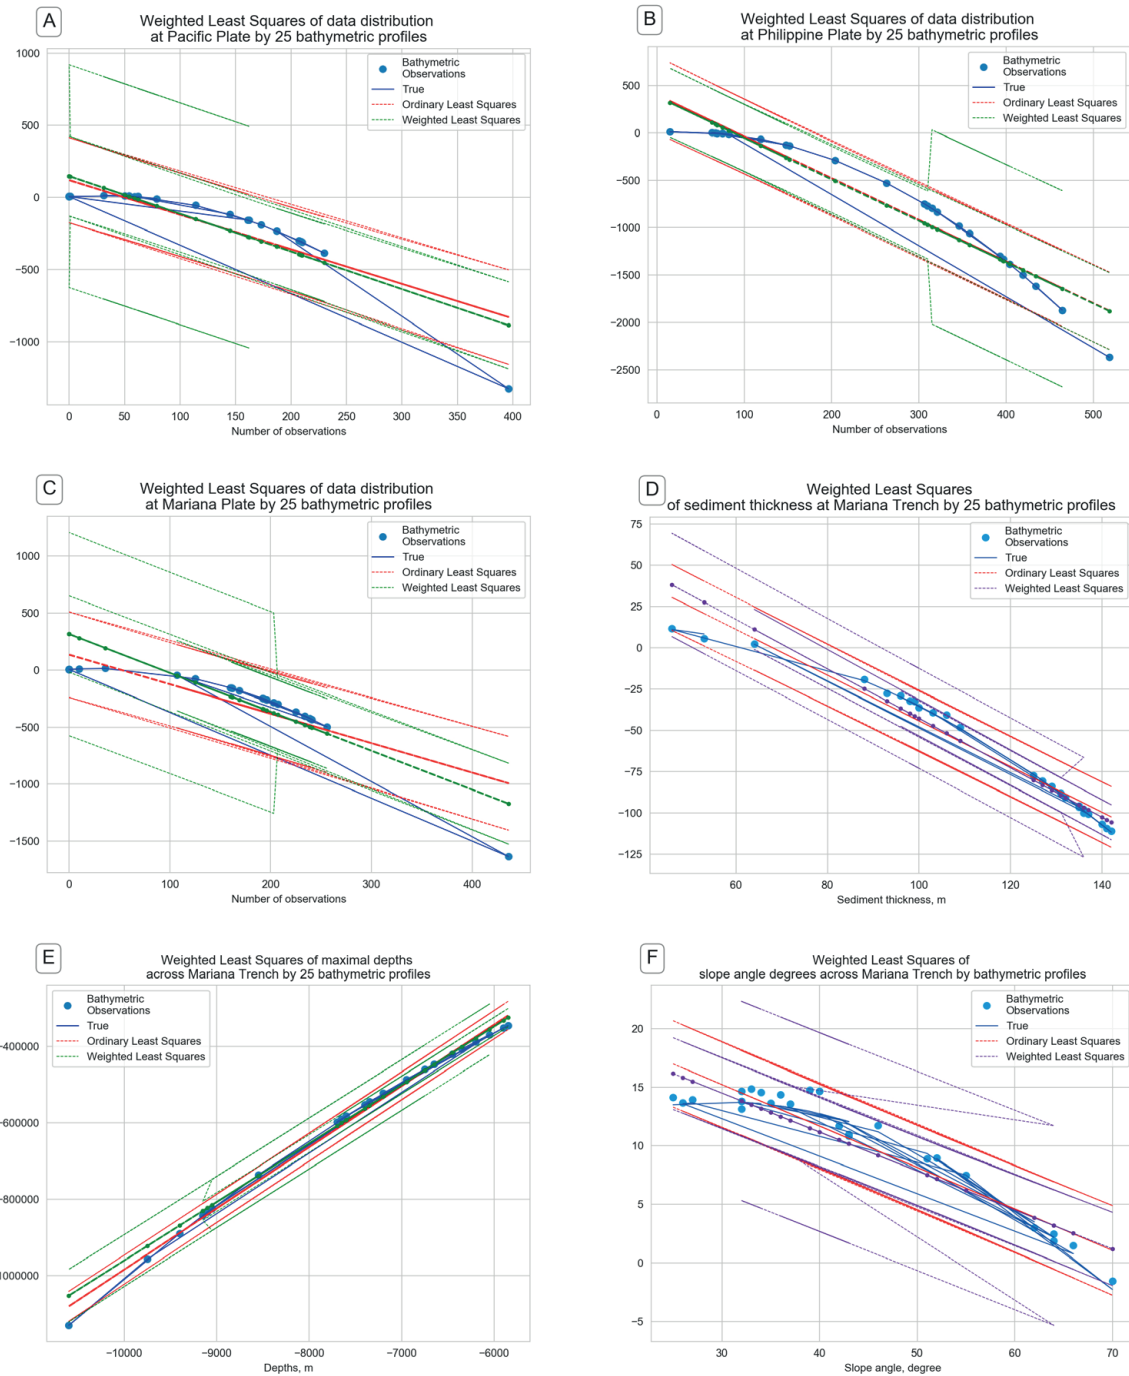 A
Weighted Least Squares of data distribution
at Pacific Plate by 25 bathymetric profiles
1000
500
0
−500
−1000
0 50 100 150 200 250 300 350 400
Number of observations
Bathymetric
Observations
True
Ordinary Least Squares
Weighted Least Squares
B
Weighted Least Squares of data distribution
at Philippine Plate by 25 bathymetric profiles
500
0
−500
−1000
−1500
−2000
−2500
0 100 200 300 400 500
Number of observations
Bathymetric
Observations
True
Ordinary Least Squares
Weighted Least Squares
C
Weighted Least Squares of data distribution
at Mariana Plate by 25 bathymetric profiles
1000
500
0
−500
−1000
−1500
0 100 200 300 400
Number of observations
Bathymetric
Observations
True
Ordinary Least Squares
Weighted Least Squares
D
Weighted Least Squares
of sediment thickness at Mariana Trench by 25 bathymetric profiles
75
50
25
0
−25
−50
−75
−100
−125
60 80 100 120 140
Sediment thickness, m
Bathymetric
Observations
True
Ordinary Least Squares
Weighted Least Squares
E
Weighted Least Squares of maximal depths
across Mariana Trench by 25 bathymetric profiles
−400000
−600000
−800000
1000000
−10000 −9000 −8000 −7000 −6000
Depths, m
Bathymetric
Observations
True
Ordinary Least Squares
Weighted Least Squares
F
Weighted Least Squares of
slope angle degrees across Mariana Trench by bathymetric profiles
20
15
10
5
0
−5
30 40 50 60 70
Slope angle, degree
Bathymetric
Observations
True
Ordinary Least Squares
Weighted Least Squares